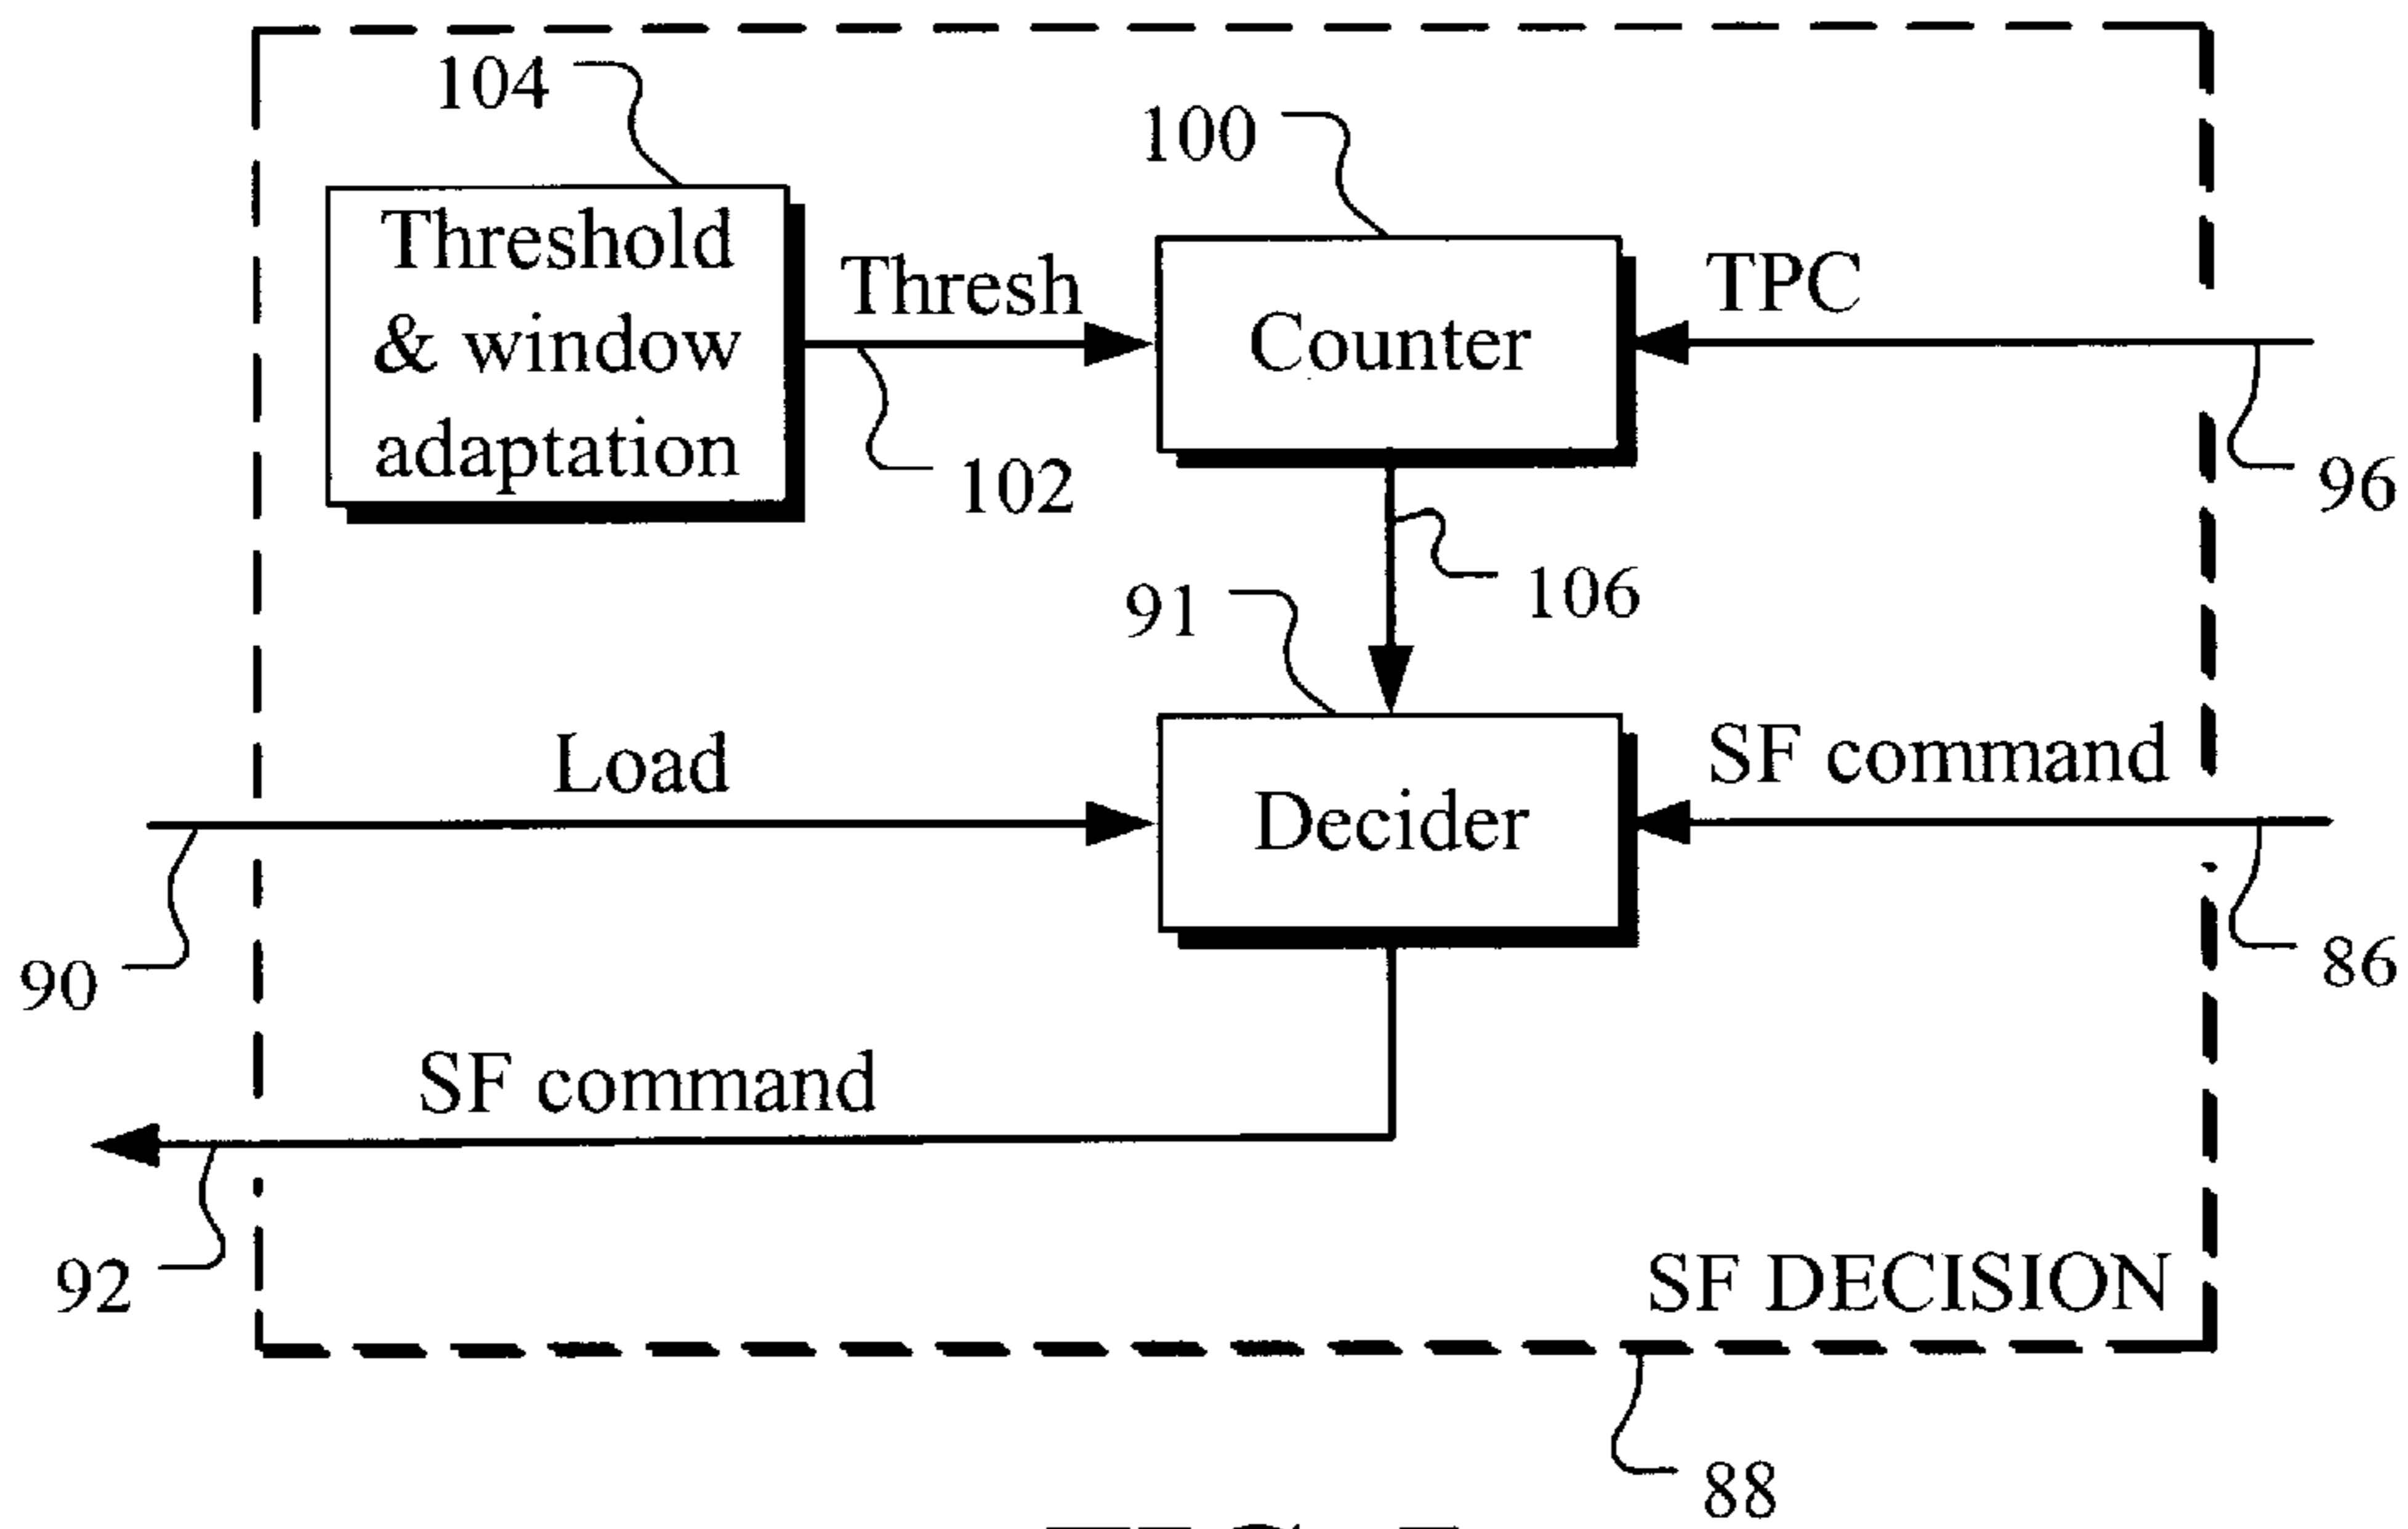 104
100
Threshold
& window
adaptation
Thresh
Counter
TPC
102
96
106
91
Load
Decider
SF command
90
86
SF command
92
SF DECISION
88